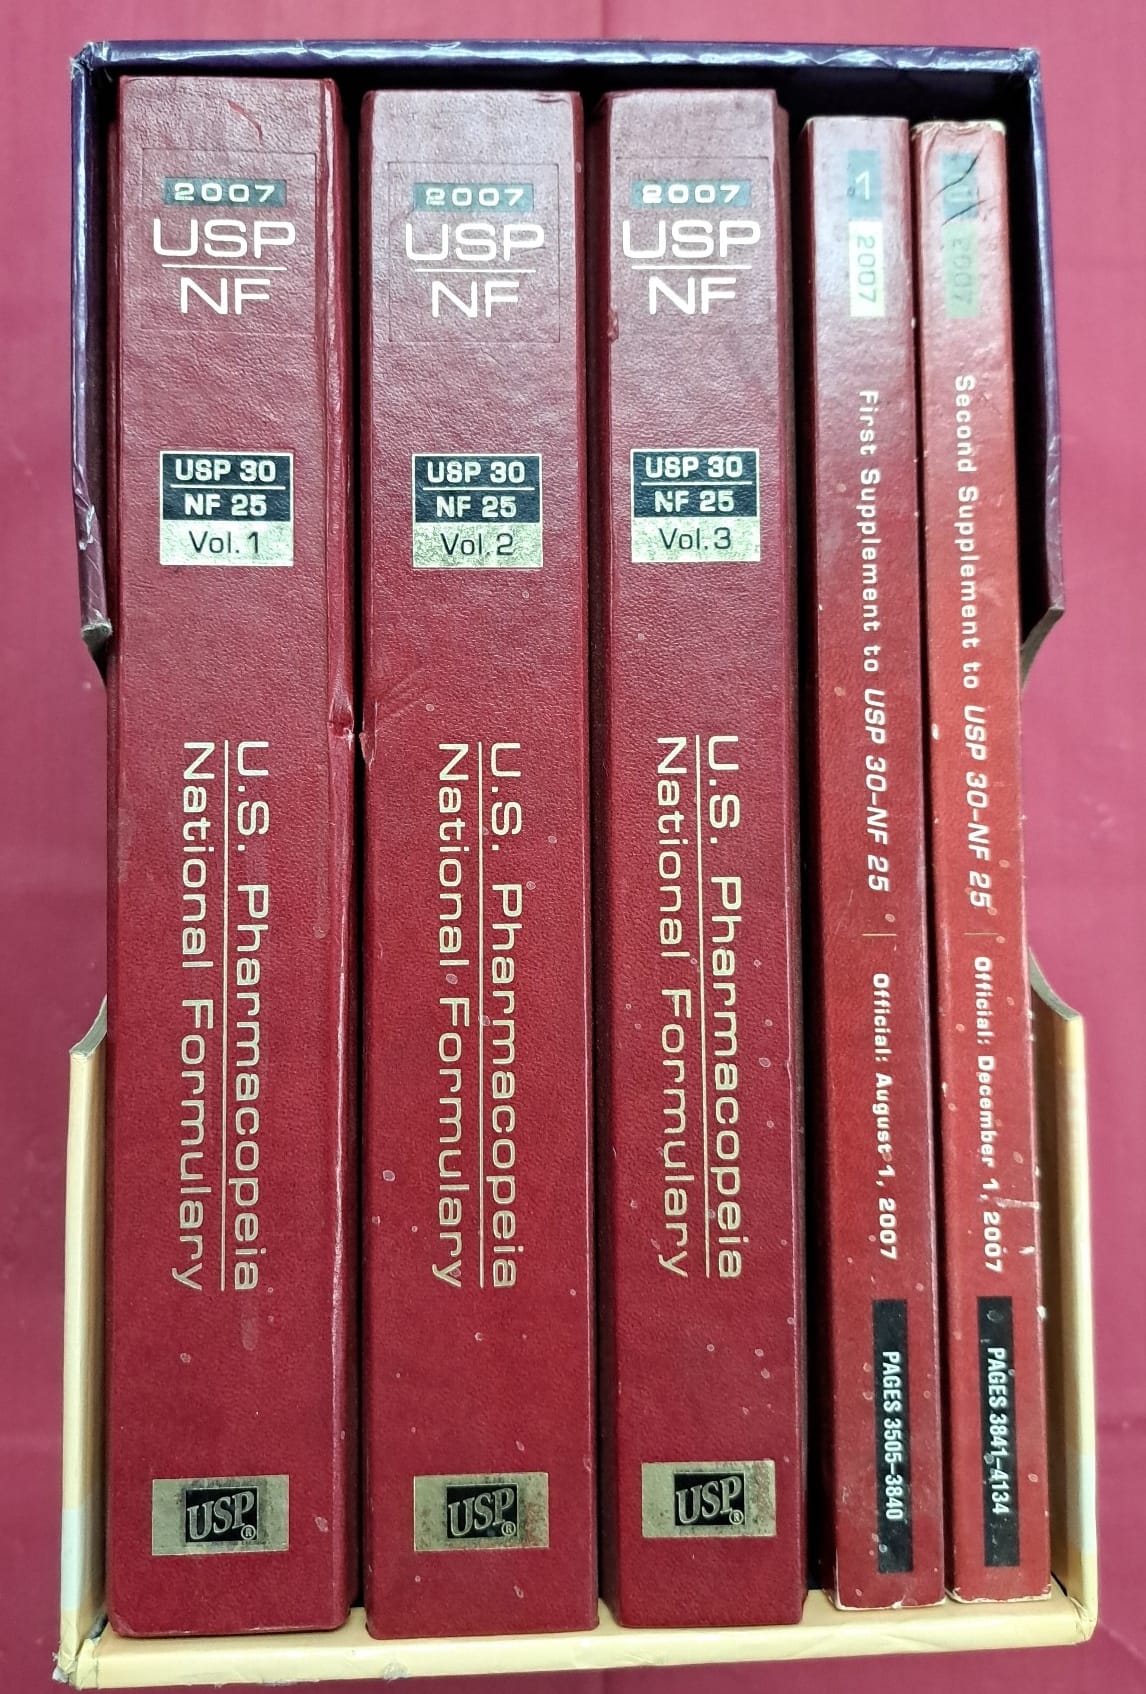 2007
USP
NF
USP 30
NF 25
Vol. 1
U.S. Pharmacopeia
National Formulary
USP®
2007
USP
NF
USP 30
NF 25
Vol. 2
U.S. Pharmacopeia
National Formulary
USP®
2007
USP
NF
USP 30
NF 25
Vol. 3
U.S. Pharmacopeia
National Formulary
USP®
1
2007
First Supplement to USP 30–NF 25 | Official: August 1, 2007
PAGES 3505–3840
2007
Second Supplement to USP 30–NF 25 | Official: December 1, 2007
PAGES 3841–4134